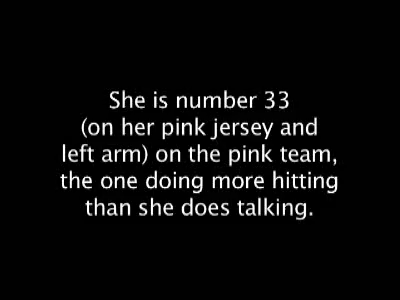 She is number 33
(on her pink jersey and
left arm) on the pink team,
the one doing more hitting
than she does talking.